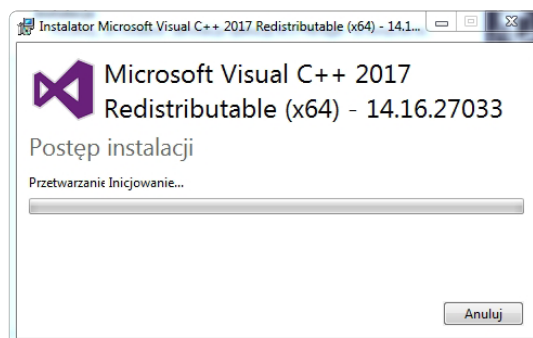 Instalator Microsoft Visual C++ 2017 Redistributable (x64) - 14.1...
Microsoft Visual C++ 2017
Redistributable (x64) - 14.16.27033
Postęp instalacji
Przetwarzanie Inicjowanie...
Anuluj